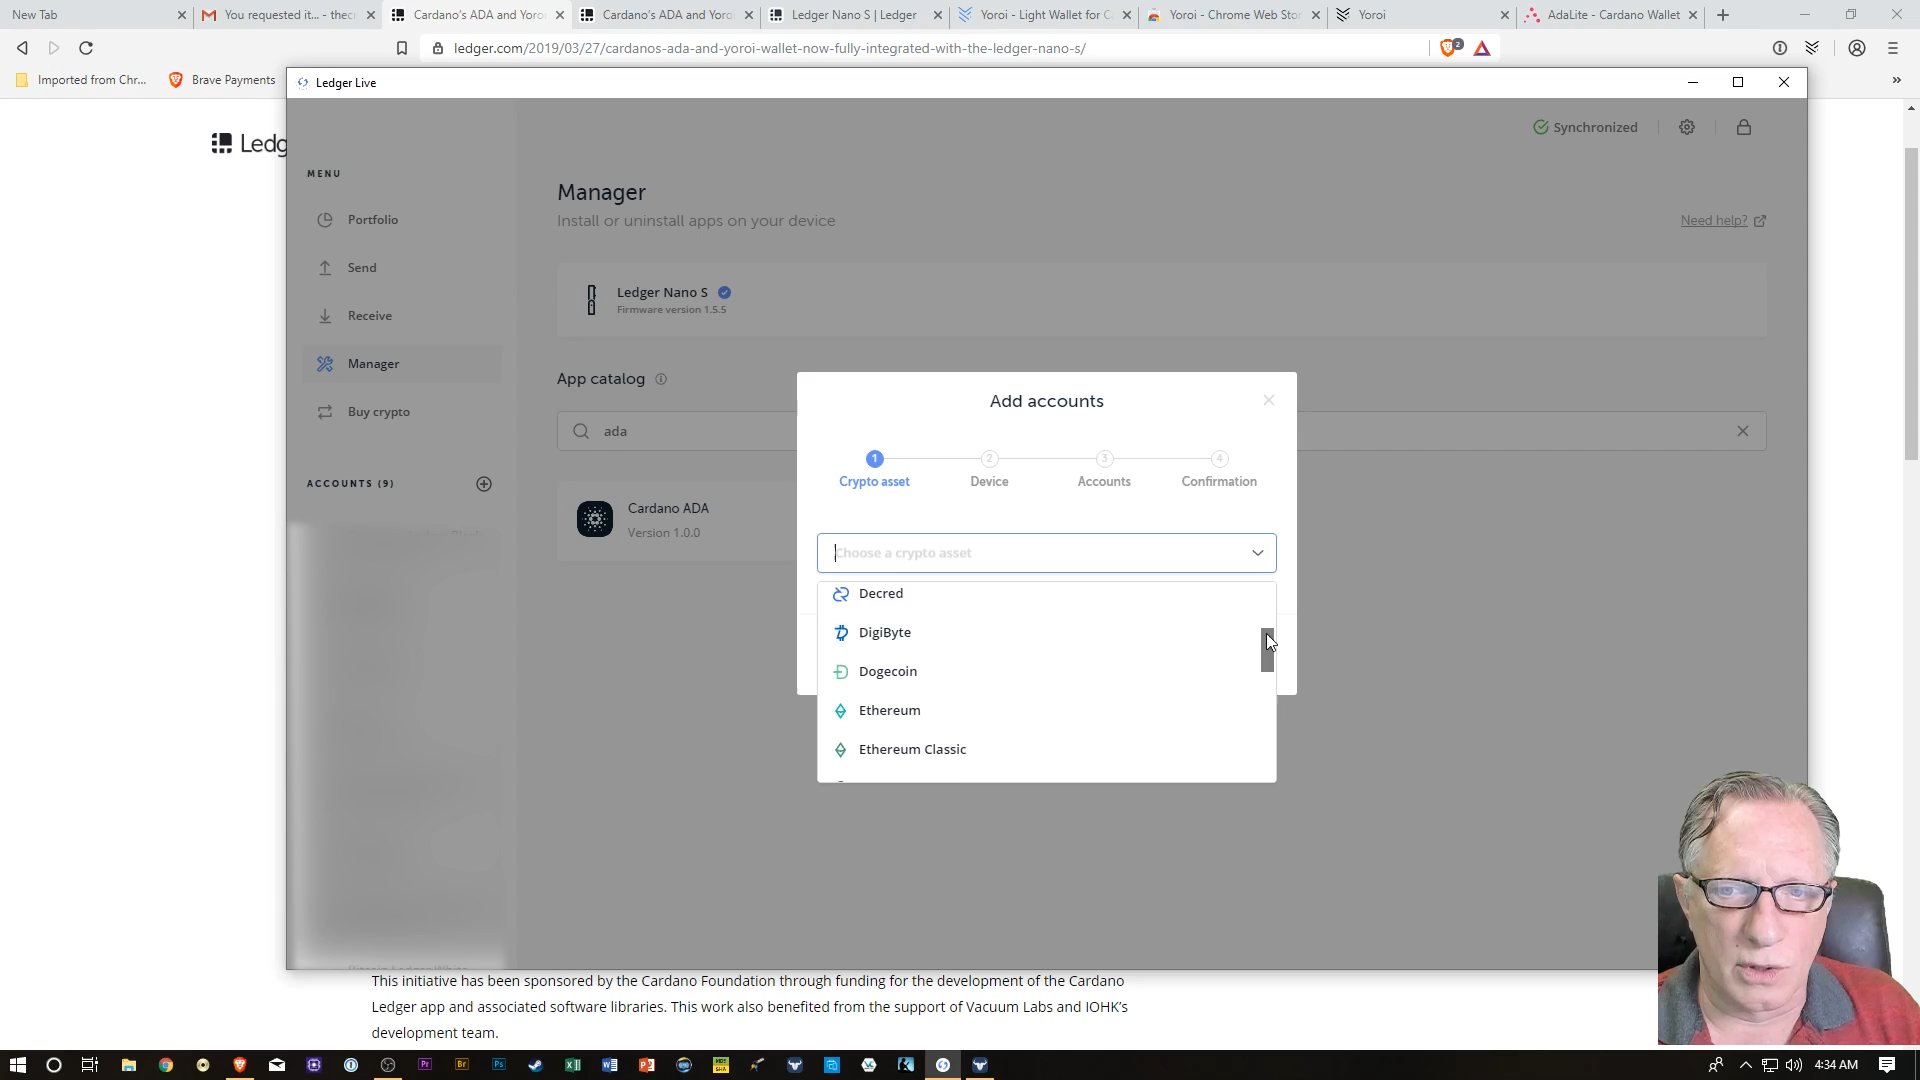 New Tab
You requested it... - thecr
Cardano's ADA and Yoro
Cardano's ADA and Yoro
Ledger Nano S | Ledger
Yoroi - Light Wallet for C
Yoroi - Chrome Web Stor
Yoroi
AdaLite - Cardano Wallet
ledger.com/2019/03/27/cardanos-ada-and-yoroi-wallet-now-fully-integrated-with-the-ledger-nano-s/
2
Imported from Chr...
Brave Payments
Ledger Live
Ledg
Synchronized
MENU
Portfolio
Send
Receive
Manager
Buy crypto
ACCOUNTS (9)
Manager
Install or uninstall apps on your device
Need help?
Ledger Nano S
Firmware version 1.5.5
App catalog
ada
Cardano ADA
Version 1.0.0
Add accounts
1
2
3
4
Crypto asset
Device
Accounts
Confirmation
Choose a crypto asset
Decred
DigiByte
Dogecoin
Ethereum
Ethereum Classic
This initiative has been sponsored by the Cardano Foundation through funding for the development of the Cardano
Ledger app and associated software libraries. This work also benefited from the support of Vacuum Labs and IOHK's
development team.
4:34 AM